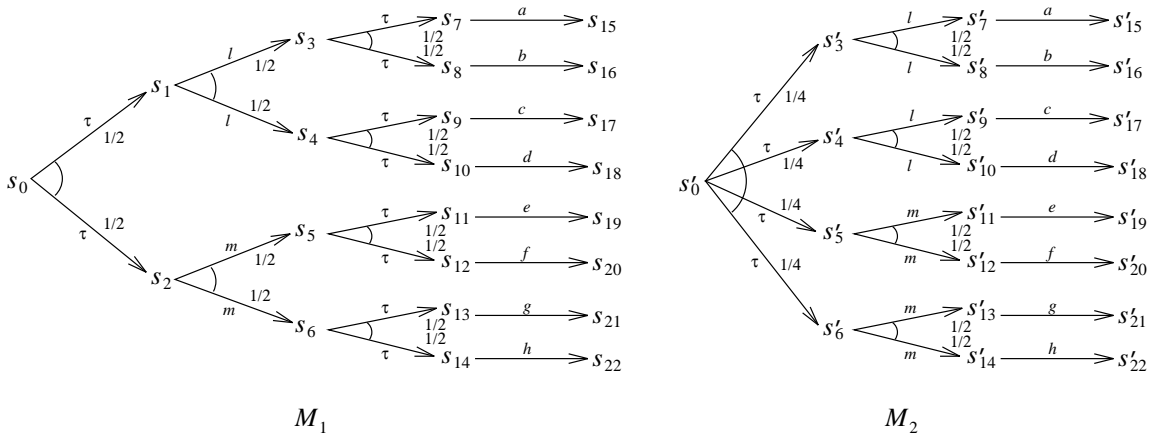 τ s₇ a s₁₅
l s₃ 1/2 1/2
1/2 τ s₈ b s₁₆
s₁
τ 1/2 τ s₉ c s₁₇
1/2 l s₄ 1/2 1/2
τ s₁₀ d s₁₈
s₀
τ s₁₁ e s₁₉
1/2 m s₅ 1/2 1/2
τ 1/2 τ s₁₂ f s₂₀
s₂
1/2 τ s₁₃ g s₂₁
m s₆ 1/2 1/2
τ s₁₄ h s₂₂
M₁
l s′₇ a s′₁₅
s′₃ 1/2 1/2
l s′₈ b s′₁₆
τ 1/4
l s′₉ c s′₁₇
τ s′₄ 1/2 1/2
1/4 l s′₁₀ d s′₁₈
s′₀
1/4 m s′₁₁ e s′₁₉
τ s′₅ 1/2 1/2
m s′₁₂ f s′₂₀
τ 1/4
m s′₁₃ g s′₂₁
s′₆ 1/2 1/2
m s′₁₄ h s′₂₂
M₂